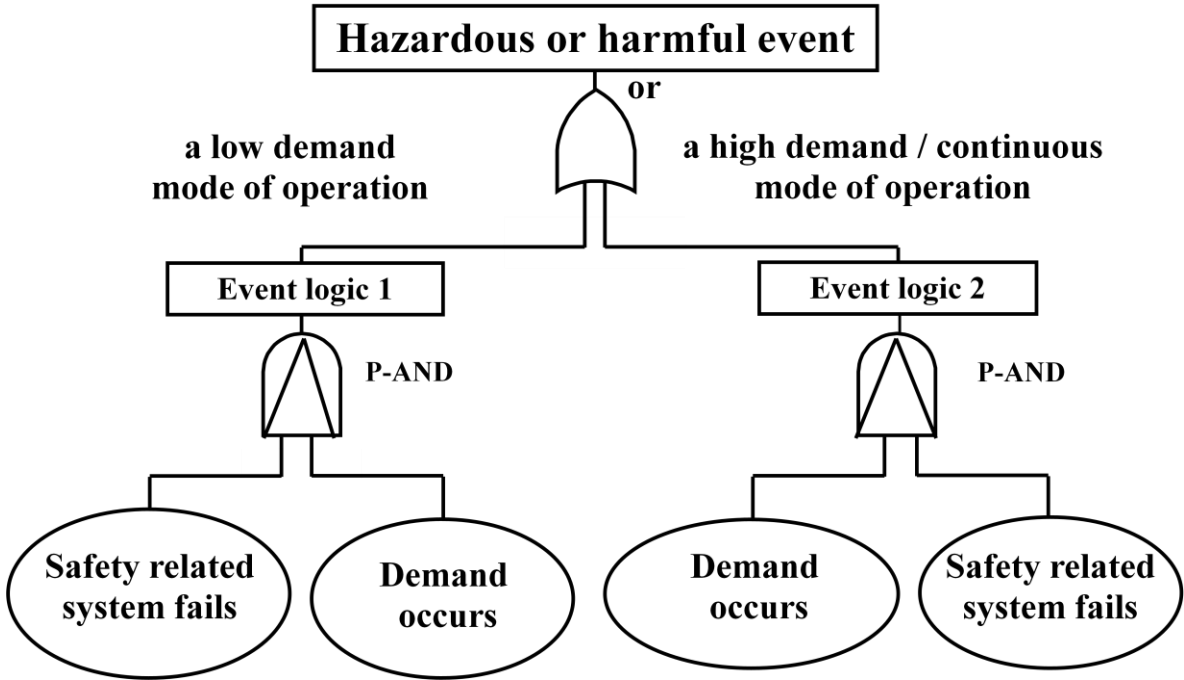 Hazardous or harmful event
or
a low demand
mode of operation
a high demand / continuous
mode of operation
Event logic 1
Event logic 2
P-AND
P-AND
Safety related
system fails
Demand
occurs
Demand
occurs
Safety related
system fails